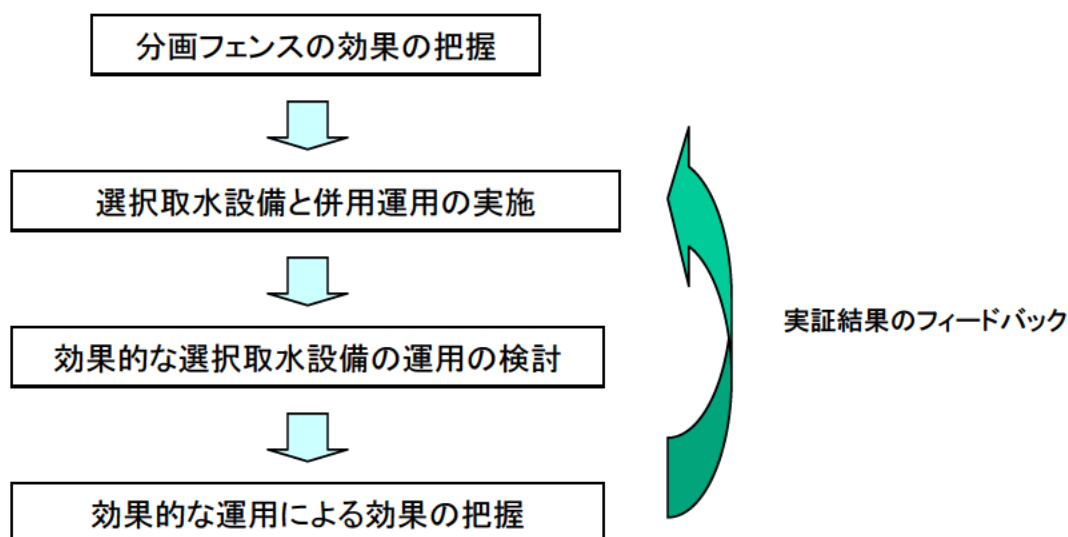 分画フェンスの効果の把握
選択取水設備と併用運用の実施
効果的な選択取水設備の運用の検討
実証結果のフィードバック
効果的な運用による効果の把握